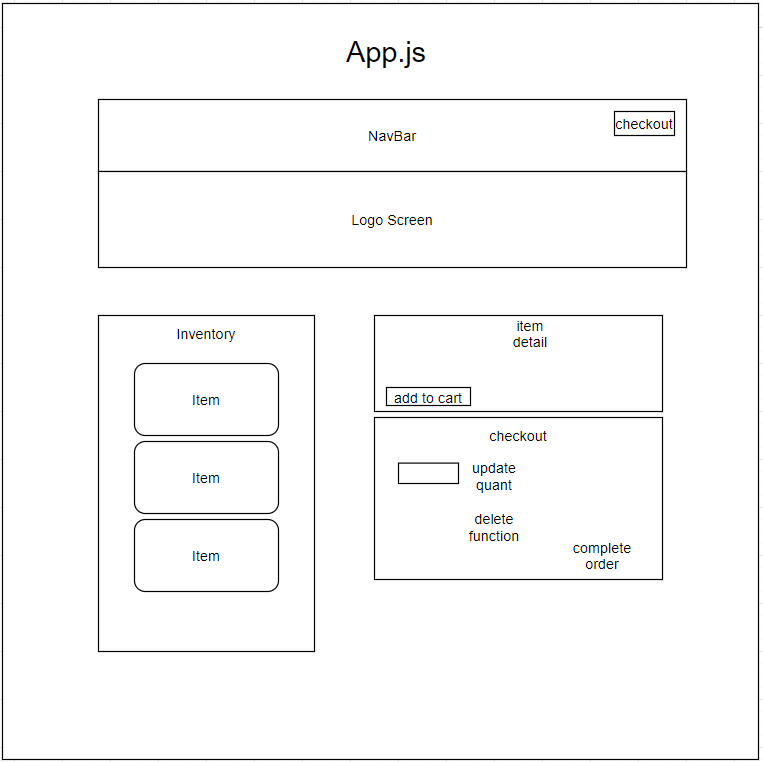 App.js
NavBar
checkout
Logo Screen
Inventory
Item
Item
Item
item
detail
add to cart
checkout
update
quant
delete
function
complete
order